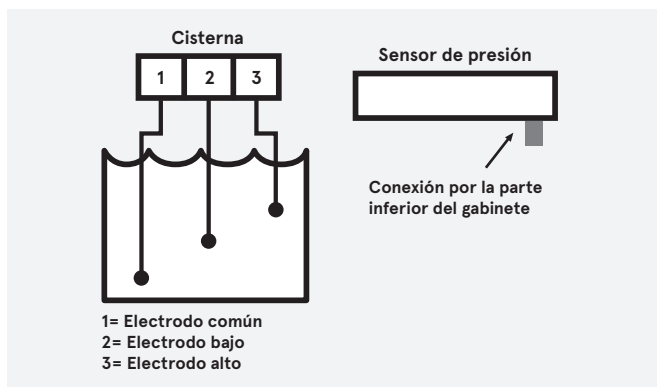 Cisterna
1 2 3
Sensor de presión
Conexión por la parte
inferior del gabinete
1= Electrodo común
2= Electrodo bajo
3= Electrodo alto